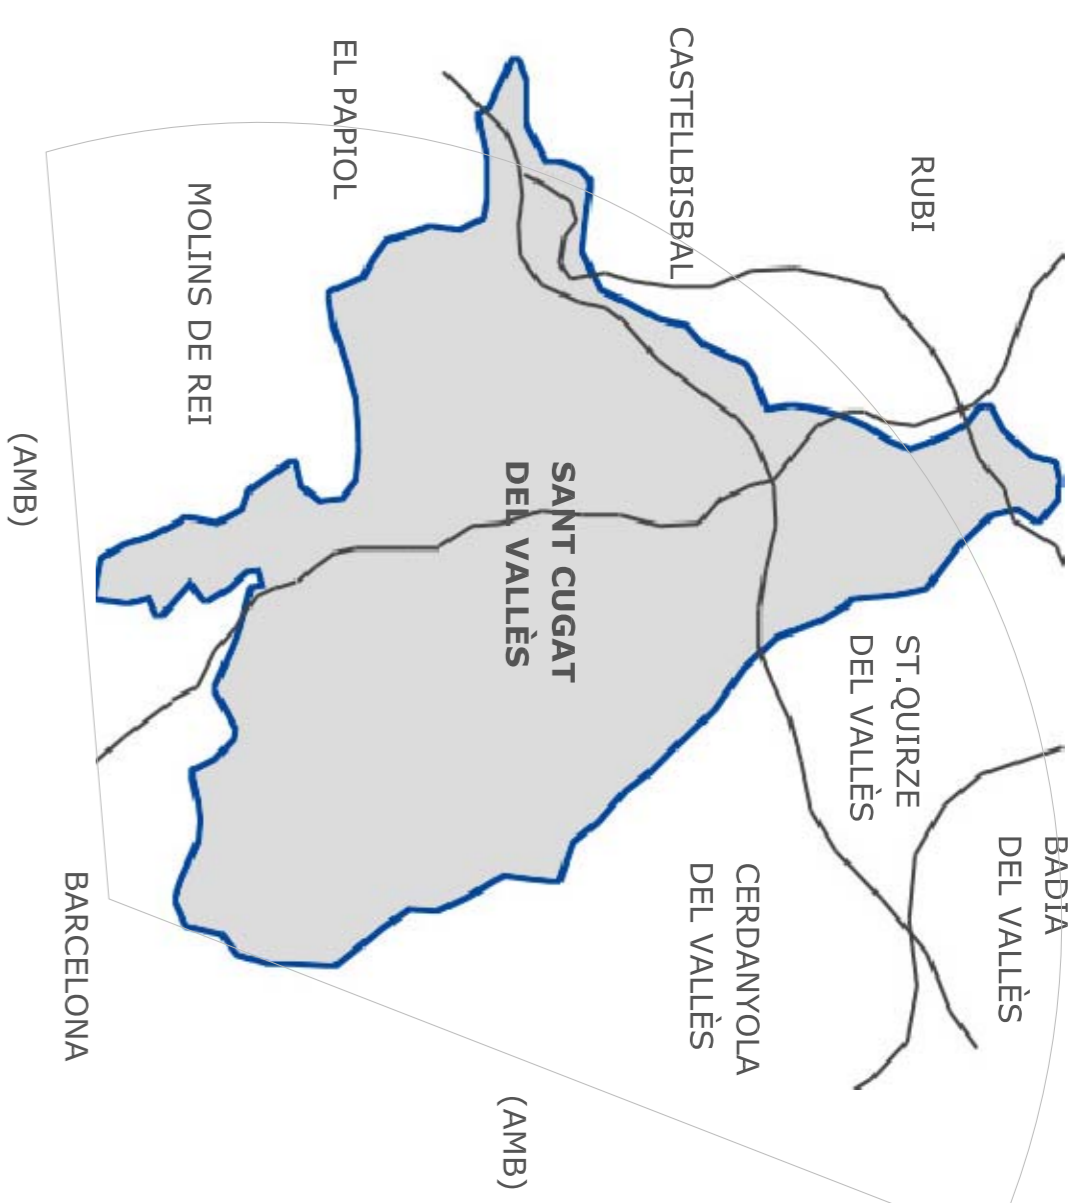 RUBI
CASTELLBISBAL
EL PAPIOL
MOLINS DE REI
(AMB)
SANT CUGAT
DEL VALLÈS
ST.QUIRZE
DEL VALLÈS
BADIA
DEL VALLÈS
CERDANYOLA
DEL VALLÈS
BARCELONA
(AMB)